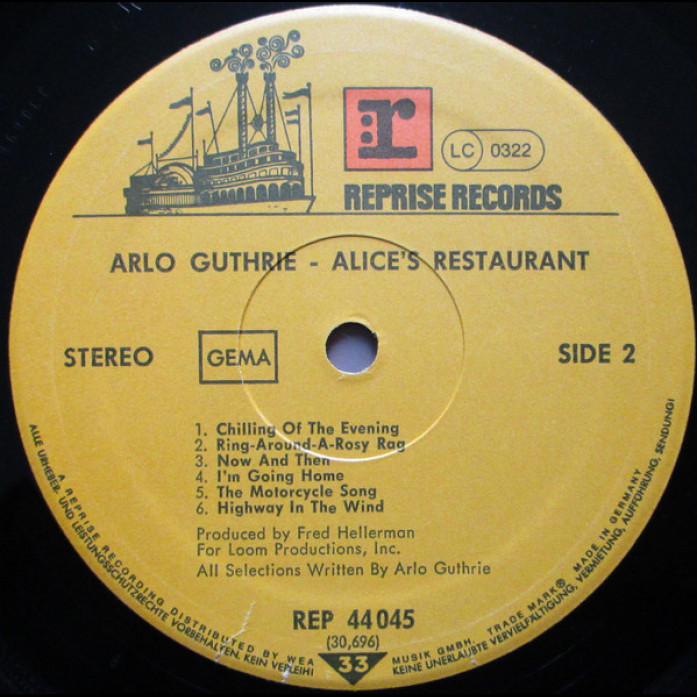 r
LC 0322
REPRISE RECORDS
ARLO GUTHRIE - ALICE'S RESTAURANT
STEREO GEMA SIDE 2
1. Chilling Of The Evening
2. Ring-Around-A-Rosy Rag
3. Now And Then
4. I'm Going Home
5. The Motorcycle Song
6. Highway In The Wind
Produced by Fred Hellerman
For Loom Productions, Inc.
All Selections Written By Arlo Guthrie
REP 44 045
(30,696)
33
A REPRISE RECORDING DISTRIBUTED BY WEA MUSIK GMBH. TRADE MARK® MADE IN GERMANY
ALLE URHEBER- UND LEISTUNGSSCHUTZRECHTE VORBEHALTEN. KEIN VERLEIH! KEINE UNERLAUBTE VERVIELFÄLTIGUNG, VERMIETUNG, AUFFÜHRUNG, SENDUNG!